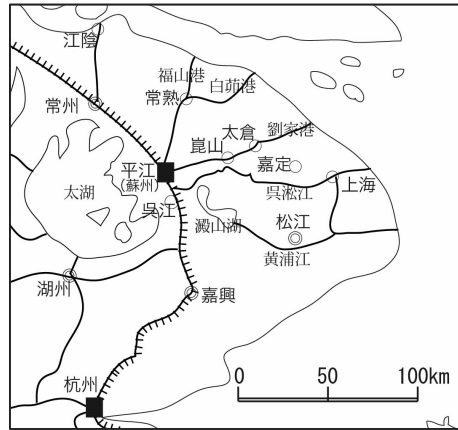 江陰
福山港
白茆港
常州
常熟
太倉
劉家港
崑山
嘉定
平江
(蘇州)
上海
太湖
呉江
呉淞江
澱山湖
松江
黄浦江
湖州
嘉興
杭州
0 50 100km